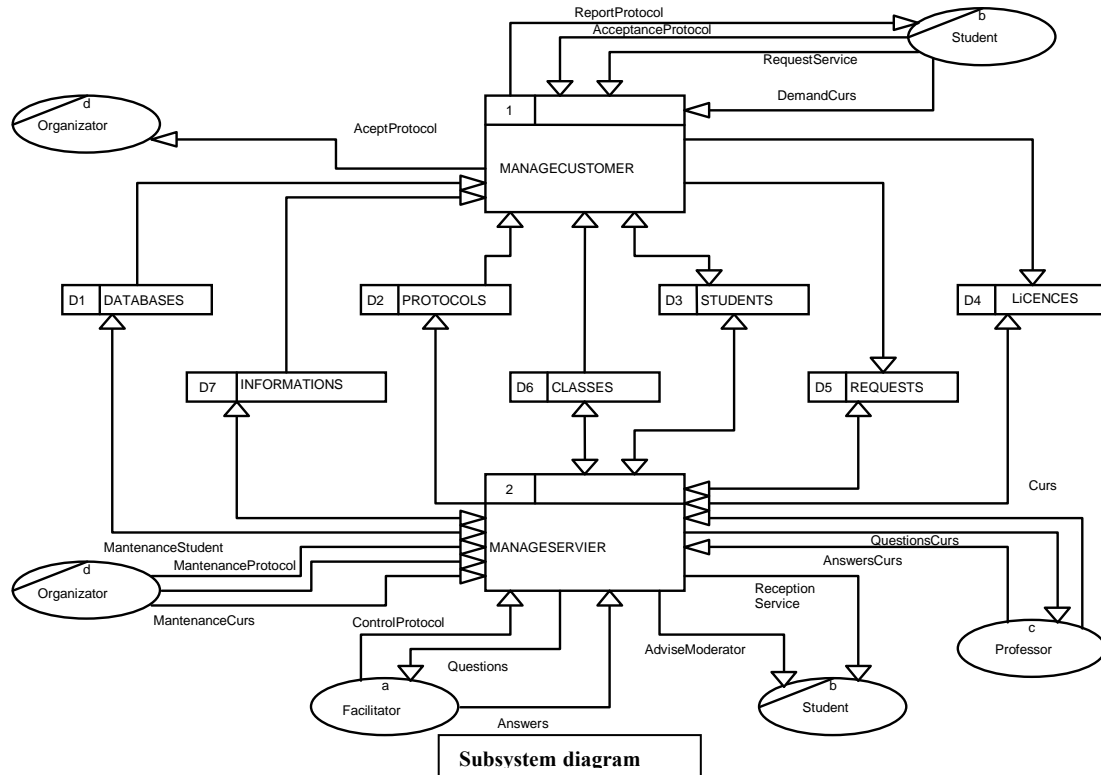 ReportProtocol
b
AcceptanceProtocol
Student
RequestService
d
Organizator
DemandCurs
1
AceptProtocol
MANAGECUSTOMER
D1 DATABASES
D2 PROTOCOLS
D3 STUDENTS
D4 LiCENCES
D7 INFORMATIONS
D6 CLASSES
D5 REQUESTS
2
Curs
MantenanceStudent
MANAGESERVIER
QuestionsCurs
MantenanceProtocol
AnswersCurs
d
Organizator
Reception
Service
MantenanceCurs
c
Professor
ControlProtocol
Questions
AdviseModerator
a
Facilitator
b
Student
Answers
Subsystem diagram